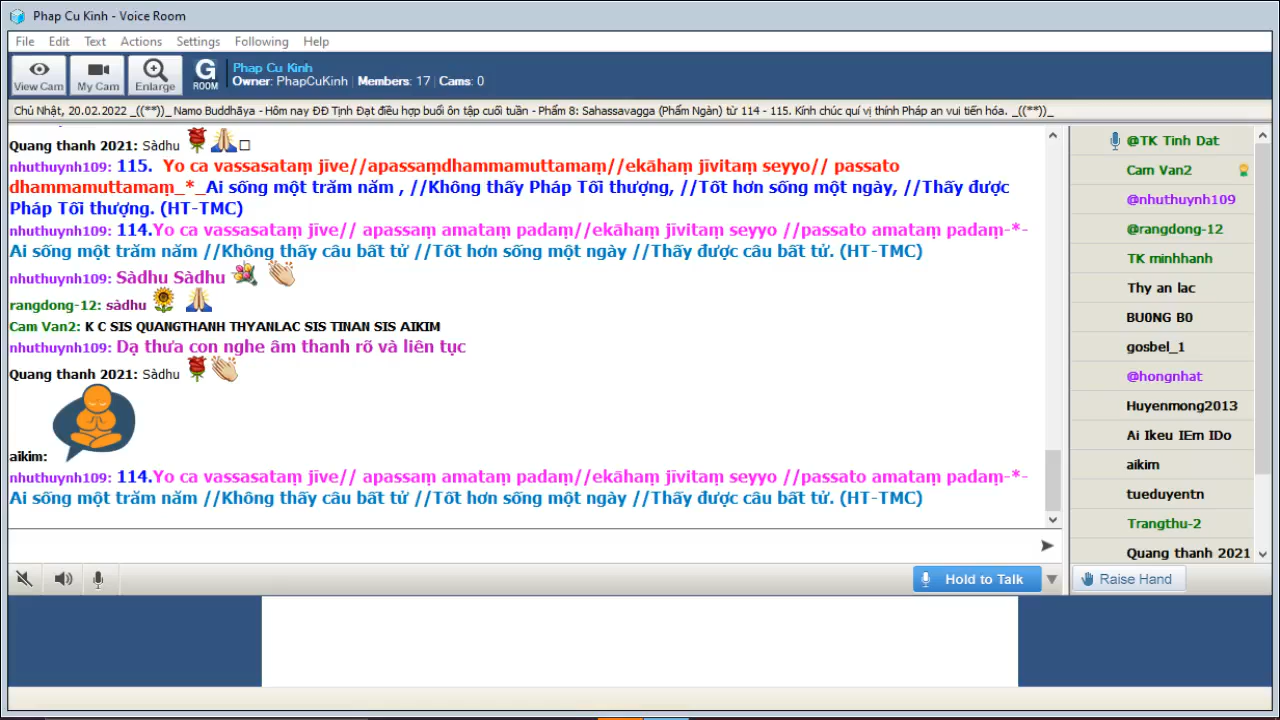 Phap Cu Kinh - Voice Room
File Edit Text Actions Settings Following Help
View Cam My Cam Enlarge G ROOM
Phap Cu Kinh
Owner: PhapCuKinh | Members: 17 | Cams: 0
Chủ Nhật, 20.02.2022 _((**))_ Namo Buddhāya - Hôm nay ĐĐ Tịnh Đạt điều hợp buổi ôn tập cuối tuần - Phẩm 8: Sahassavagga (Phẩm Ngàn) từ 114 - 115. Kính chúc quí vị thính Pháp an vui tiến hóa. _((**))_
Quang thanh 2021: Sàdhu
nhuthuynh109: 115. Yo ca vassasataṃ jīve//apassaṃdhammamuttamaṃ//ekāhaṃ jīvitaṃ seyyo// passato
dhammamuttamaṃ_*_Ai sống một trăm năm , //Không thấy Pháp Tối thượng, //Tốt hơn sống một ngày, //Thấy được
Pháp Tối thượng. (HT-TMC)
nhuthuynh109: 114.Yo ca vassasataṃ jīve// apassaṃ amataṃ padaṃ//ekāhaṃ jīvitaṃ seyyo //passato amataṃ padaṃ-*-
Ai sống một trăm năm //Không thấy câu bất tử //Tốt hơn sống một ngày //Thấy được câu bất tử. (HT-TMC)
nhuthuynh109: Sàdhu Sàdhu
rangdong-12: sàdhu
Cam Van2: K C SIS QUANGTHANH THYANLAC SIS TINAN SIS AIKIM
nhuthuynh109: Dạ thưa con nghe âm thanh rõ và liên tục
Quang thanh 2021: Sàdhu
aikim:
nhuthuynh109: 114.Yo ca vassasataṃ jīve// apassaṃ amataṃ padaṃ//ekāhaṃ jīvitaṃ seyyo //passato amataṃ padaṃ-*-
Ai sống một trăm năm //Không thấy câu bất tử //Tốt hơn sống một ngày //Thấy được câu bất tử. (HT-TMC)
Hold to Talk
@TK Tinh Dat
Cam Van2
@nhuthuynh109
@rangdong-12
TK minhhanh
Thy an lac
BU0NG B0
gosbel_1
@hongnhat
Huyenmong2013
Ai Ikeu IEm IDo
aikim
tueduyentn
Trangthu-2
Quang thanh 2021
Raise Hand